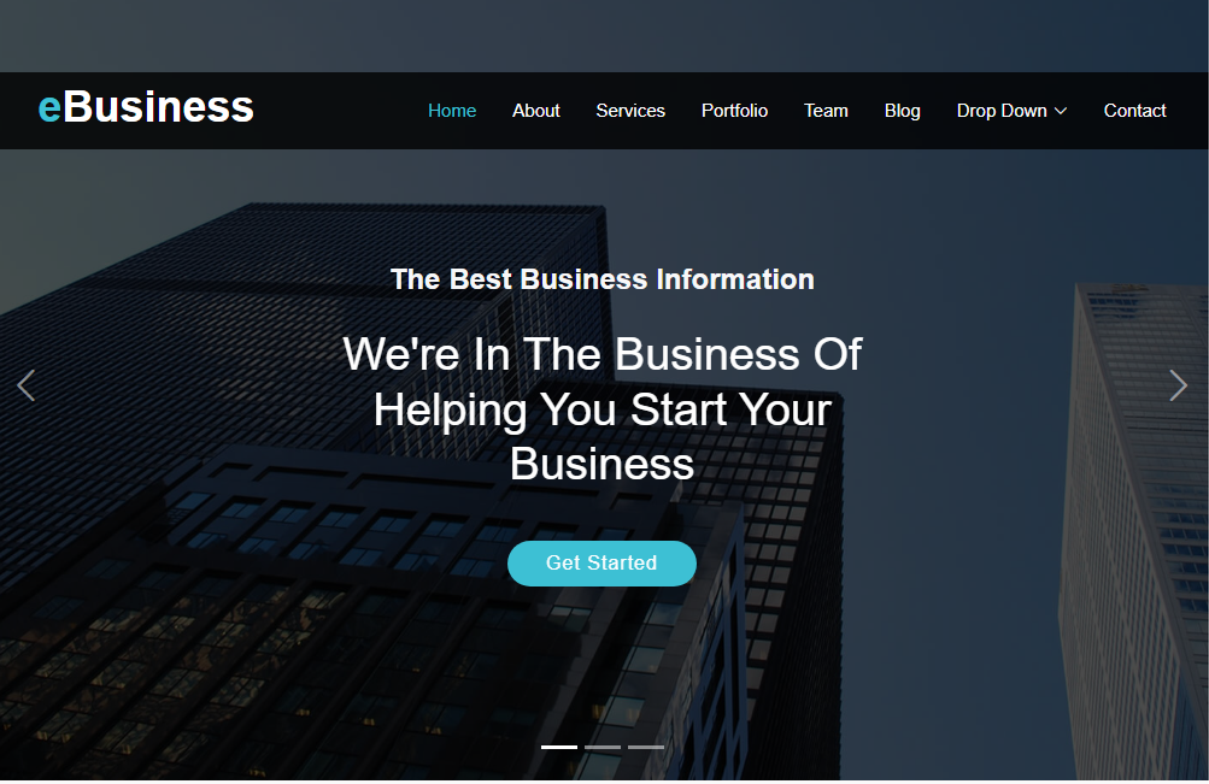 eBusiness
Home About Services Portfolio Team Blog Drop Down Contact
The Best Business Information
We're In The Business Of
Helping You Start Your
Business
Get Started